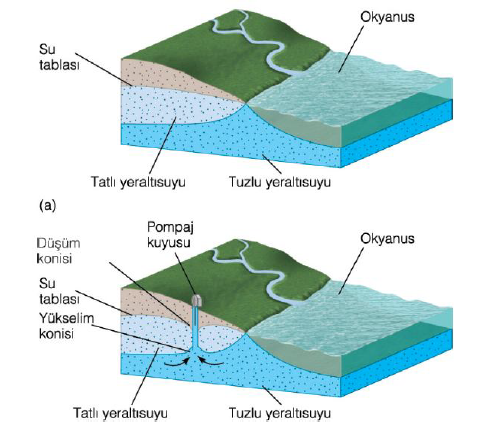 Okyanus
Su
tablası
Tatlı yeraltısuyu
Tuzlu yeraltısuyu
(a)
Pompaj
kuyusu
Düşüm
konisi
Okyanus
Su
tablası
Yükselim
konisi
Tatlı yeraltısuyu
Tuzlu yeraltısuyu